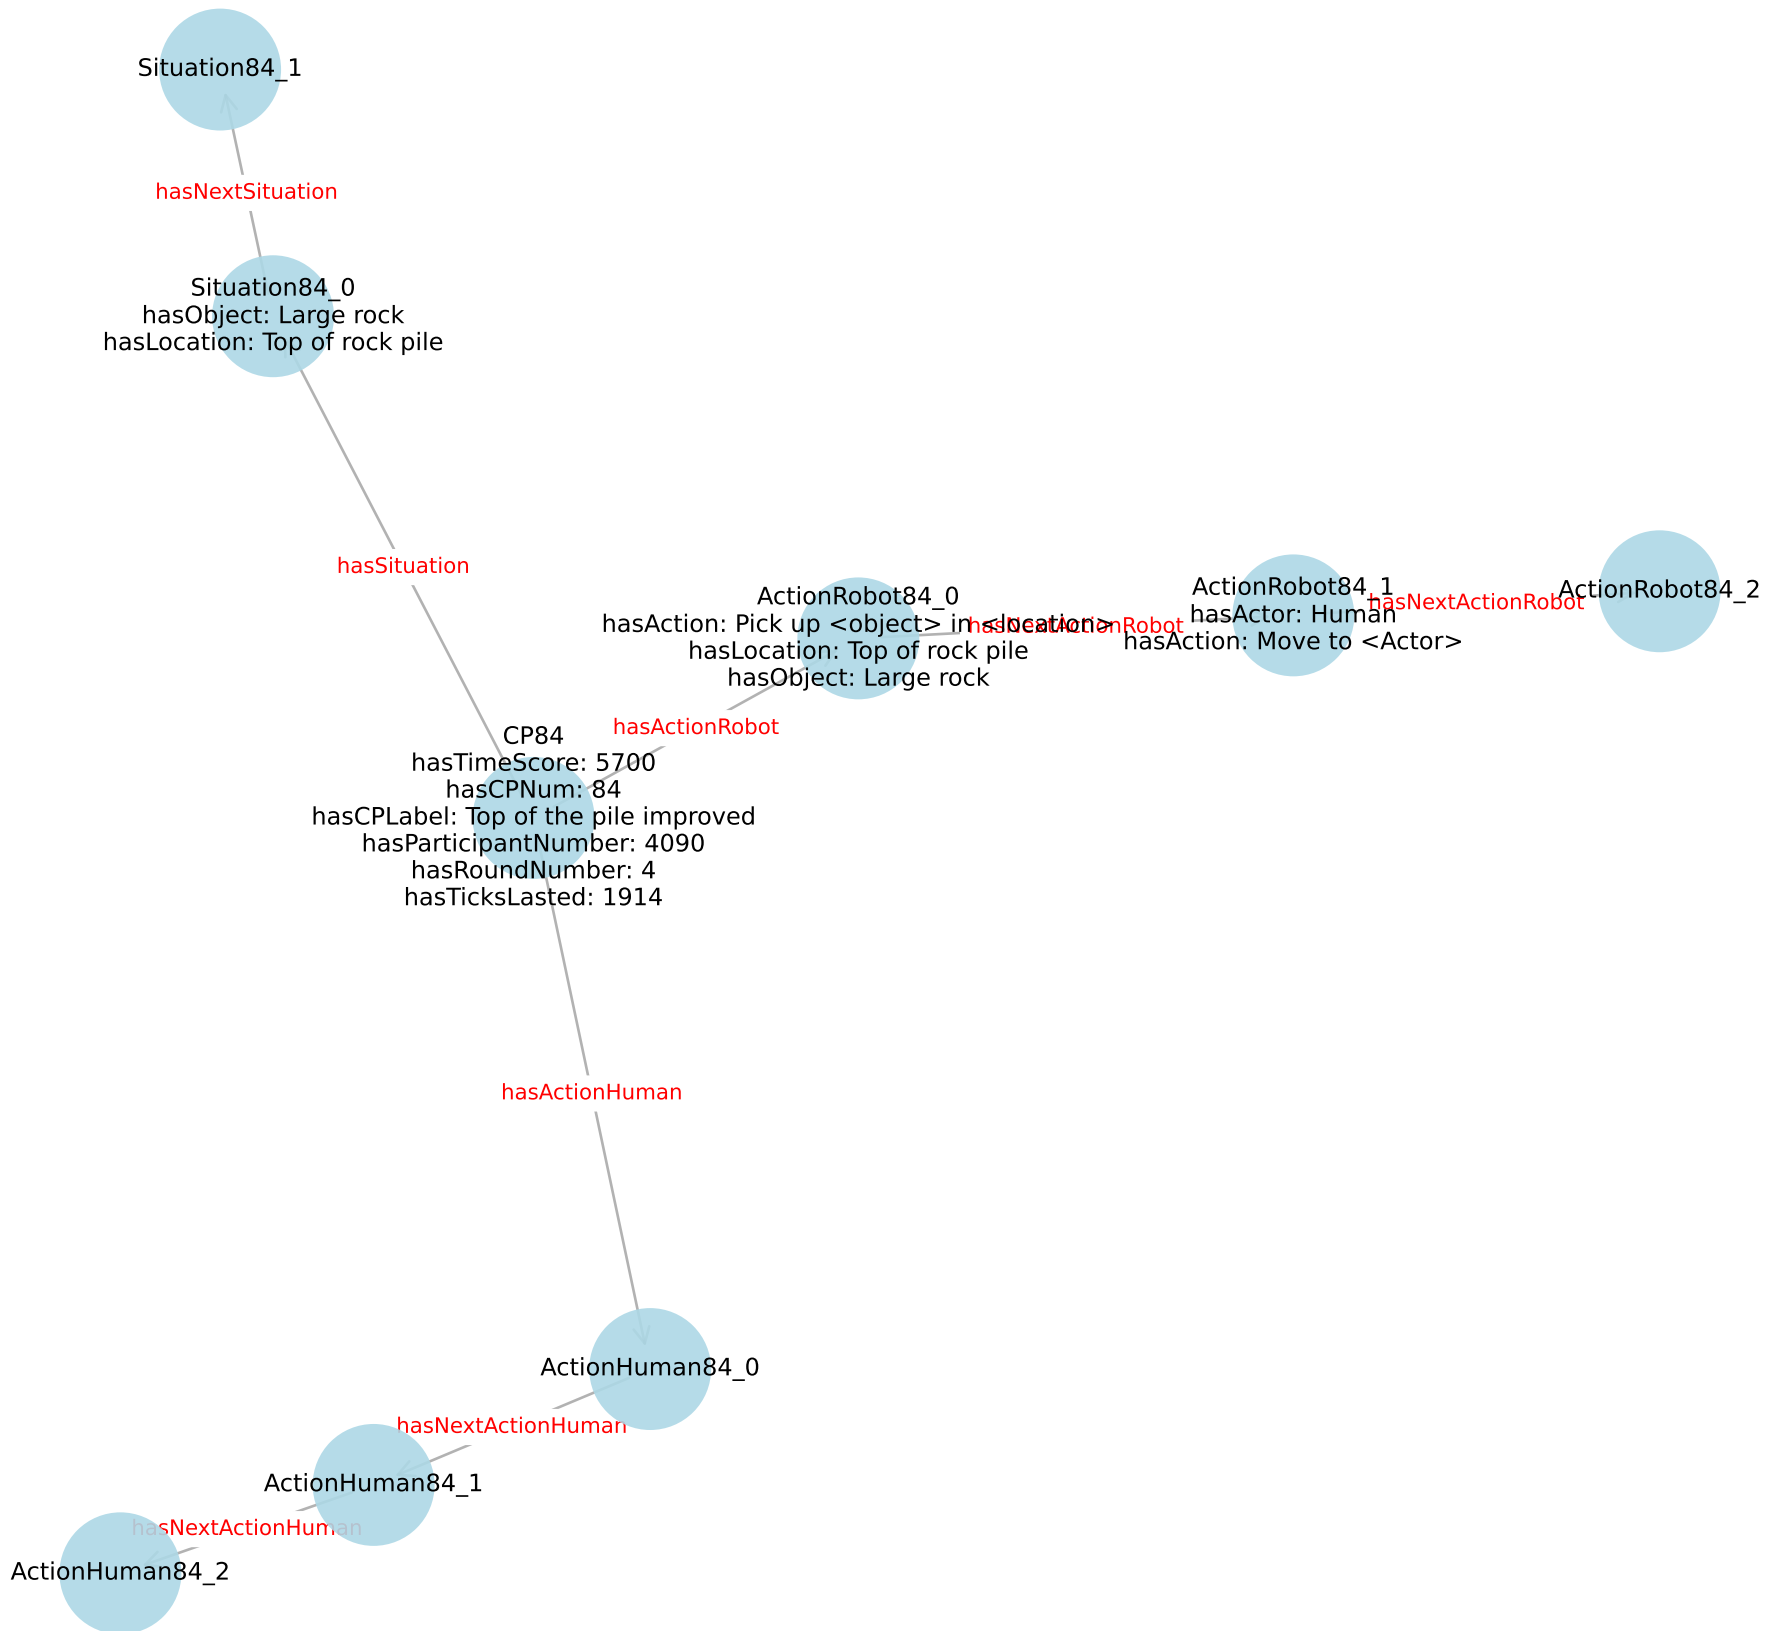 Situation84_1
hasNextSituation
Situation84_0
hasObject: Large rock
hasLocation: Top of rock pile
hasSituation
ActionRobot84_0
hasAction: Pick up <object> in <location>
hasLocation: Top of rock pile
hasObject: Large rock
hasNextActionRobot
ActionRobot84_1
hasActor: Human
hasAction: Move to <Actor>
hasNextActionRobot
ActionRobot84_2
hasActionRobot
CP84
hasTimeScore: 5700
hasCPNum: 84
hasCPLabel: Top of the pile improved
hasParticipantNumber: 4090
hasRoundNumber: 4
hasTicksLasted: 1914
hasActionHuman
ActionHuman84_0
hasNextActionHuman
ActionHuman84_1
hasNextActionHuman
ActionHuman84_2